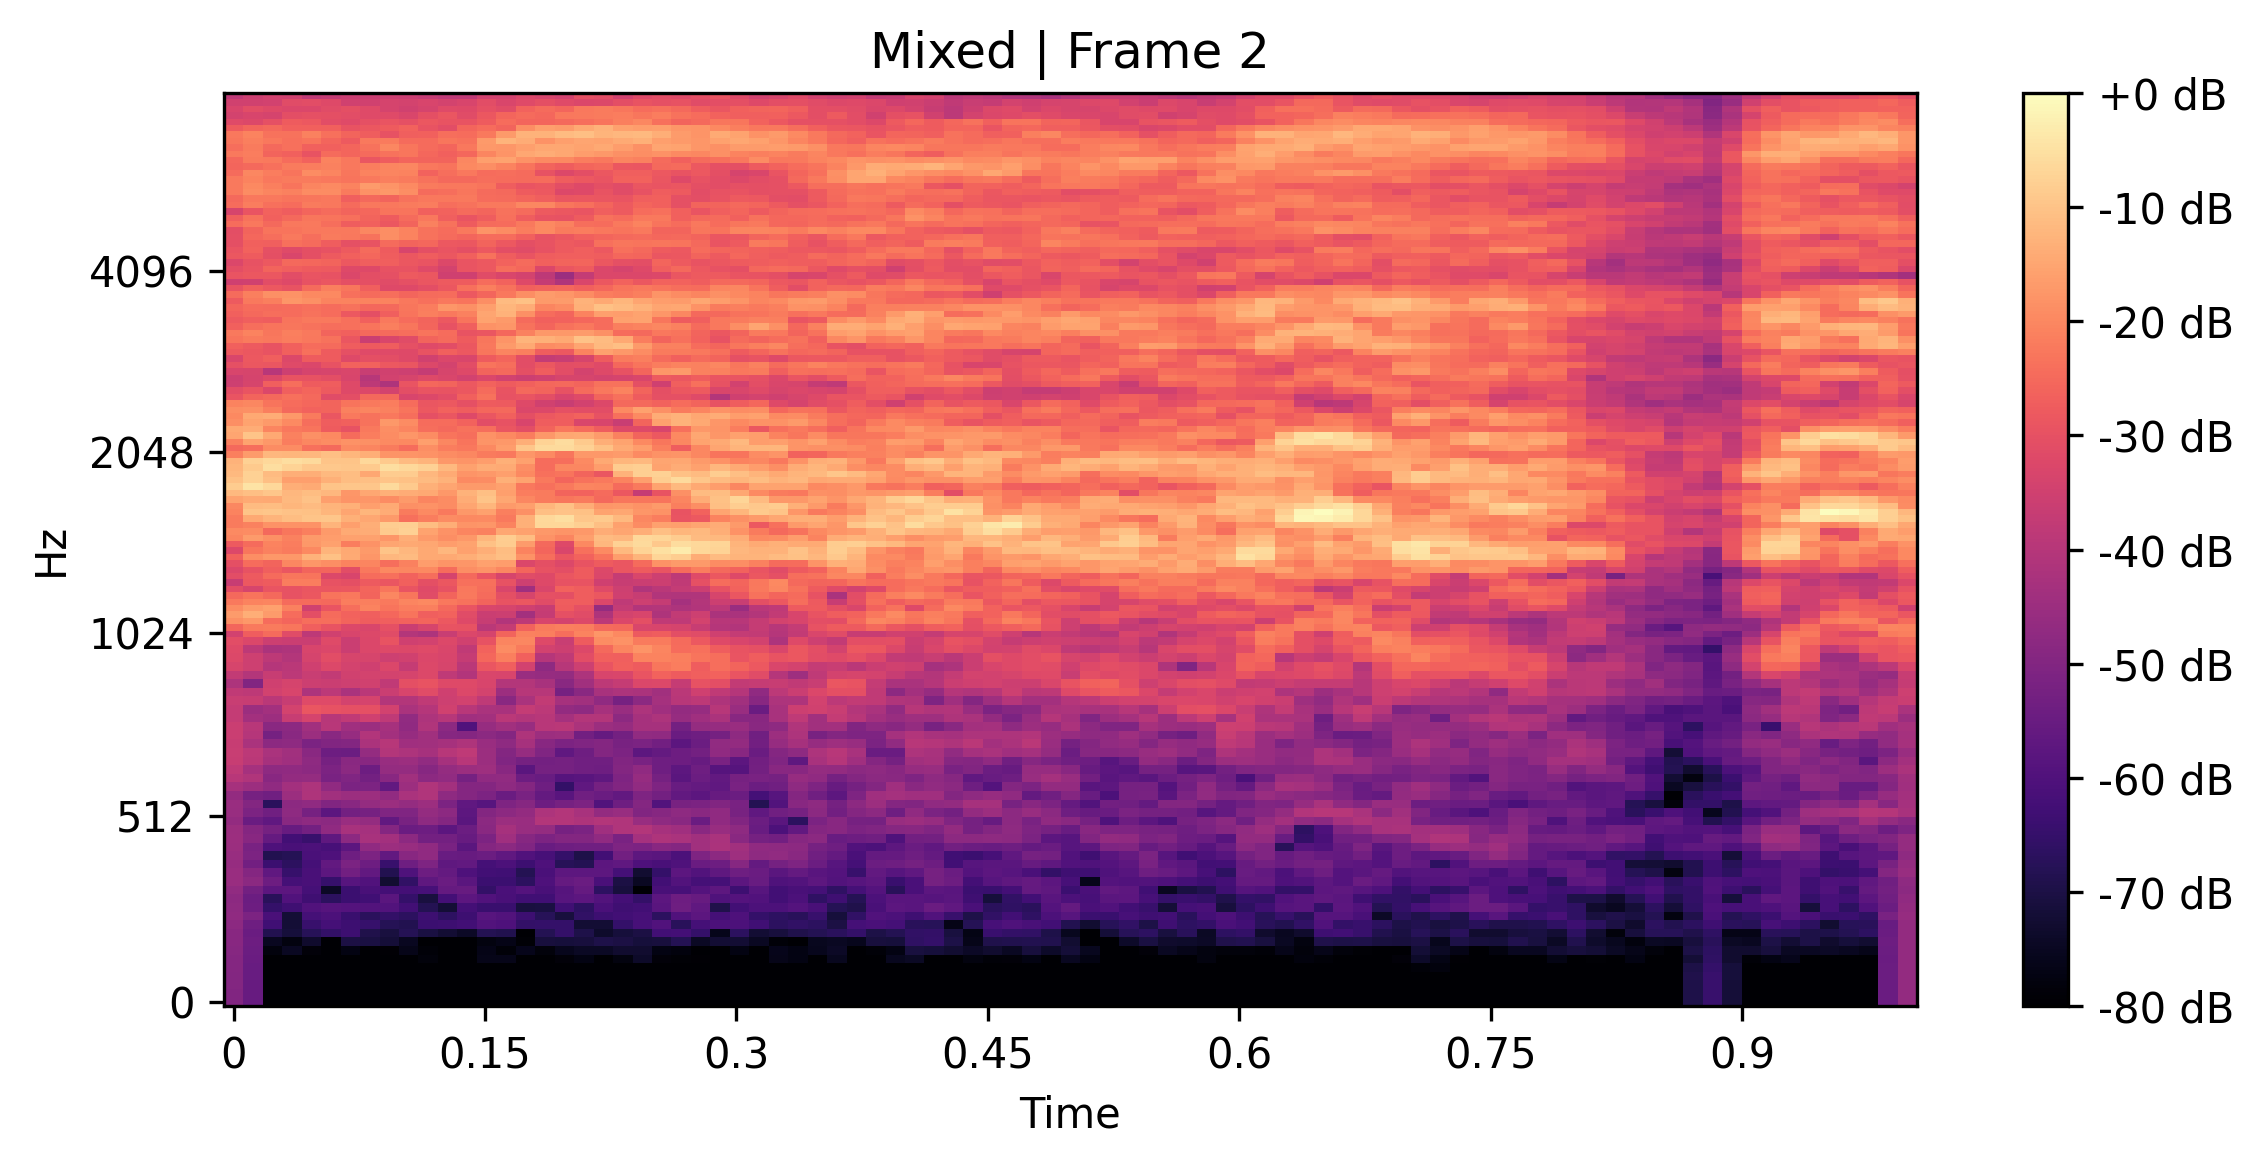 Mixed | Frame 2
Hz
4096
2048
1024
512
0
0 0.15 0.3 0.45 0.6 0.75 0.9
Time
+0 dB
-10 dB
-20 dB
-30 dB
-40 dB
-50 dB
-60 dB
-70 dB
-80 dB